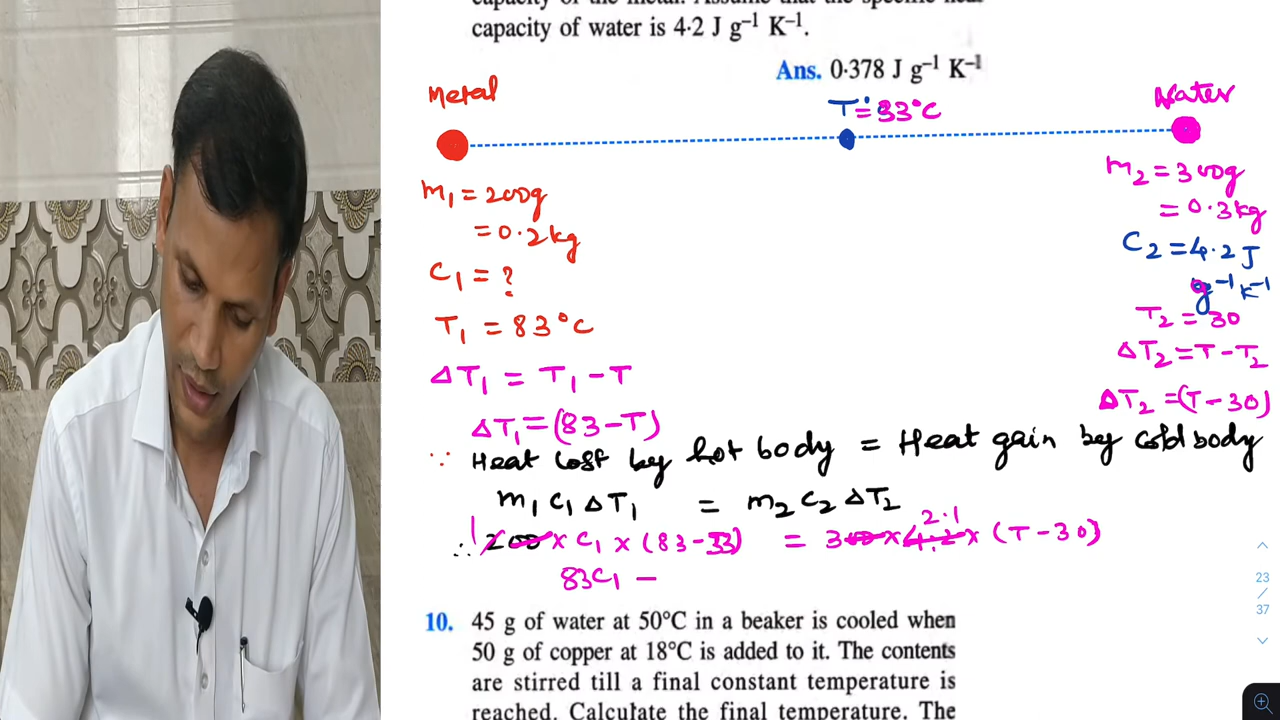 capacity of water is 4·2 J g⁻¹ K⁻¹.
Ans. 0·378 J g⁻¹ K⁻¹
Metal
T = 33°C
Water
m₁ = 200g
= 0.2kg
C₁ = ?
T₁ = 83°C
ΔT₁ = T₁ - T
ΔT₁ = (83 - T)
m₂ = 300g
= 0.3kg
C₂ = 4.2 J
g⁻¹ K⁻¹
T₂ = 30
ΔT₂ = T - T₂
ΔT₂ = (T - 30)
∵ Heat lost by hot body = Heat gain by cold body
m₁ C₁ ΔT₁ = m₂ C₂ ΔT₂
1 2.1
∴ 200 × C₁ × (83 - 33) = 300 × 4.2 × (T - 30)
83C₁ -
10. 45 g of water at 50°C in a beaker is cooled when
50 g of copper at 18°C is added to it. The contents
are stirred till a final constant temperature is
reached. Calculate the final temperature. The
23
/
37